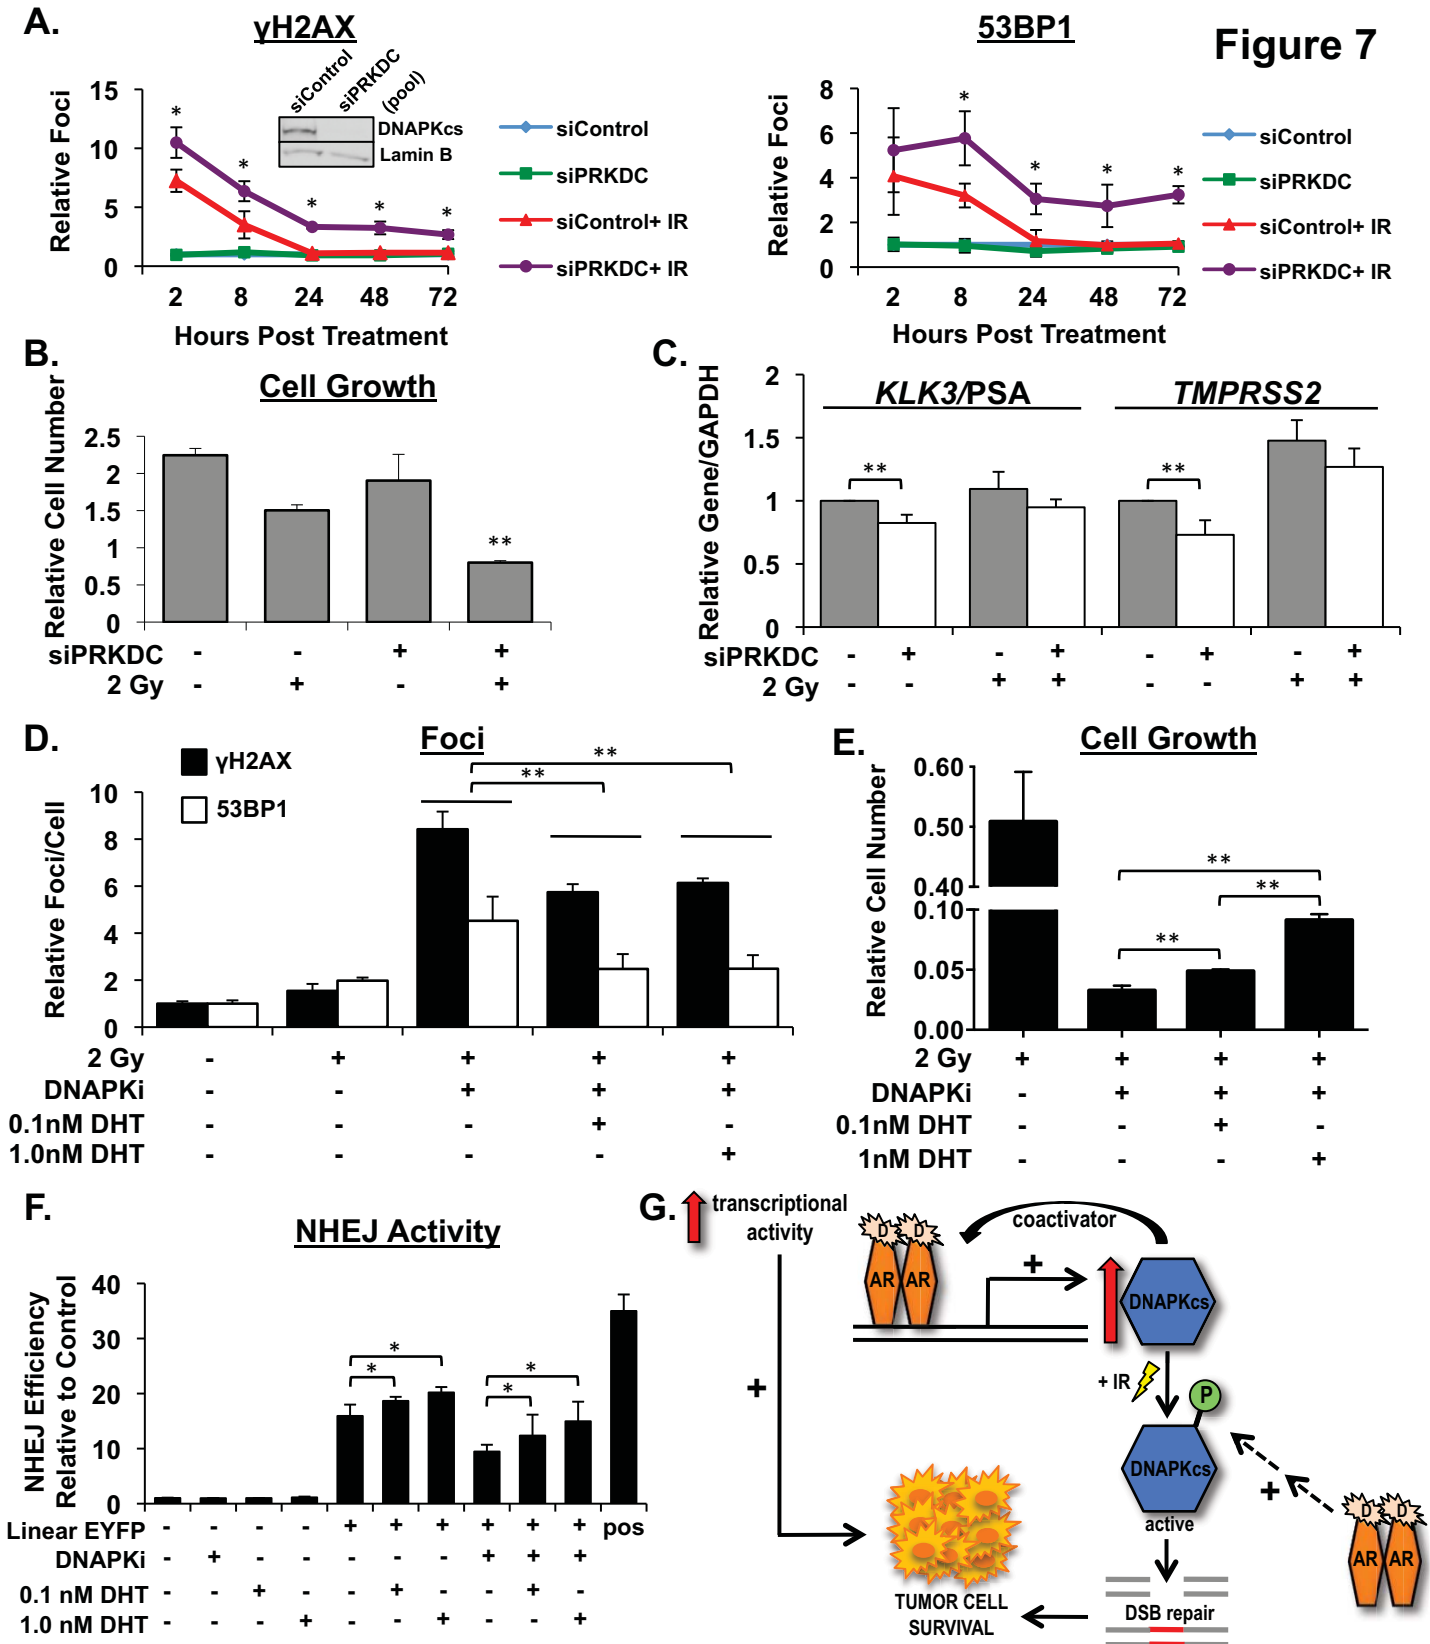 Figure 7
A.
γH2AX
Relative Foci
15
10
5
0
siControl
siPRKDC
(pool)
DNAPKcs
Lamin B
* * * * *
2 8 24 48 72
Hours Post Treatment
siControl
siPRKDC
siControl+ IR
siPRKDC+ IR
53BP1
Relative Foci
8
6
4
2
0
* * * *
2 8 24 48 72
Hours Post Treatment
siControl
siPRKDC
siControl+ IR
siPRKDC+ IR
B.
Cell Growth
Relative Cell Number
2.5
2
1.5
1
0.5
0
**
siPRKDC - - + +
2 Gy - + - +
C.
Relative Gene/GAPDH
2
1.5
1
0.5
0
KLK3/PSA TMPRSS2
** **
siPRKDC - + - + - + - +
2 Gy - - + + - - + +
D.
Foci
γH2AX
53BP1
Relative Foci/Cell
10
8
6
4
2
0
**
**
2 Gy - + + + +
DNAPKi - - + + +
0.1nM DHT - - - + -
1.0nM DHT - - - - +
E.
Cell Growth
Relative Cell Number
0.60
0.50
0.40
0.10
0.05
0.00
**
**
**
2 Gy + + + +
DNAPKi - + + +
0.1nM DHT - - + -
1nM DHT - - - +
F.
NHEJ Activity
NHEJ Efficiency
Relative to Control
40
30
20
10
0
* *
* *
Linear EYFP - - - - + + + + + + pos
DNAPKi - + - - - - - + + +
0.1 nM DHT - - + - - + - - + -
1.0 nM DHT - - - + - - + - - +
G.
transcriptional
activity
+
coactivator
D D
AR AR
+
DNAPKcs
+ IR
P
DNAPKcs
active
+
D D
AR AR
DSB repair
TUMOR CELL
SURVIVAL